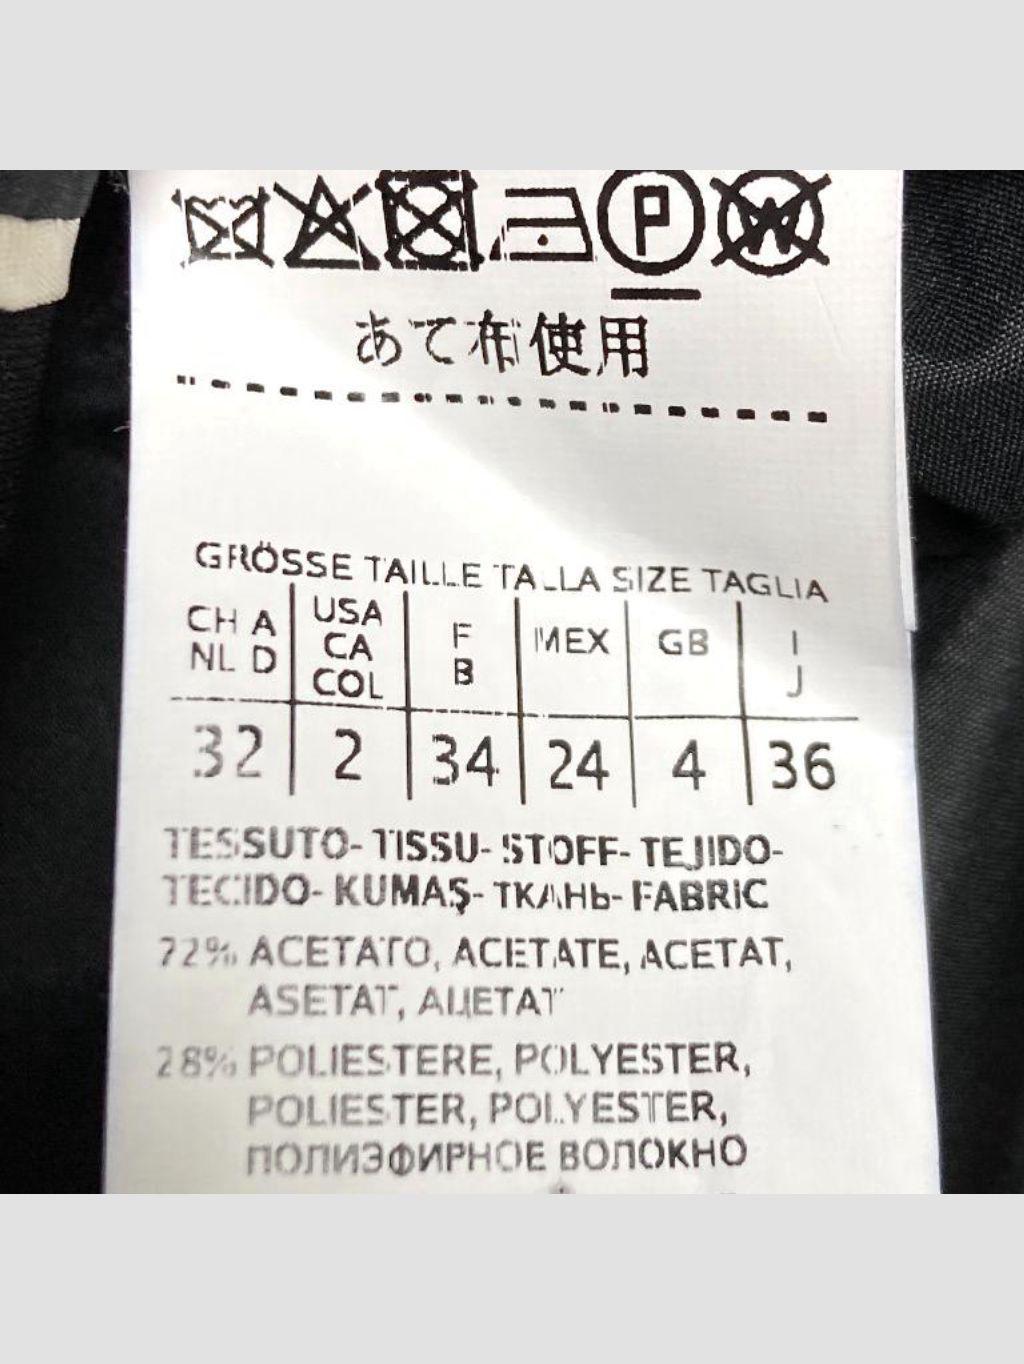 P W
あて布使用
GRÖSSE TAILLE TALLA SIZE TAGLIA
CH A NL D USA CA COL F B MEX GB I J
32 2 34 24 4 36
TESSUTO- TISSU- STOFF- TEJIDO-
TECIDO- KUMAŞ- ТКАНЬ- FABRIC
72% ACETATO, ACETATE, ACETAT,
ASETAT, АЦЕТАТ
28% POLIESTERE, POLYESTER,
POLIESTER, POLYESTER,
ПОЛИЭФИРНОЕ ВОЛОКНО